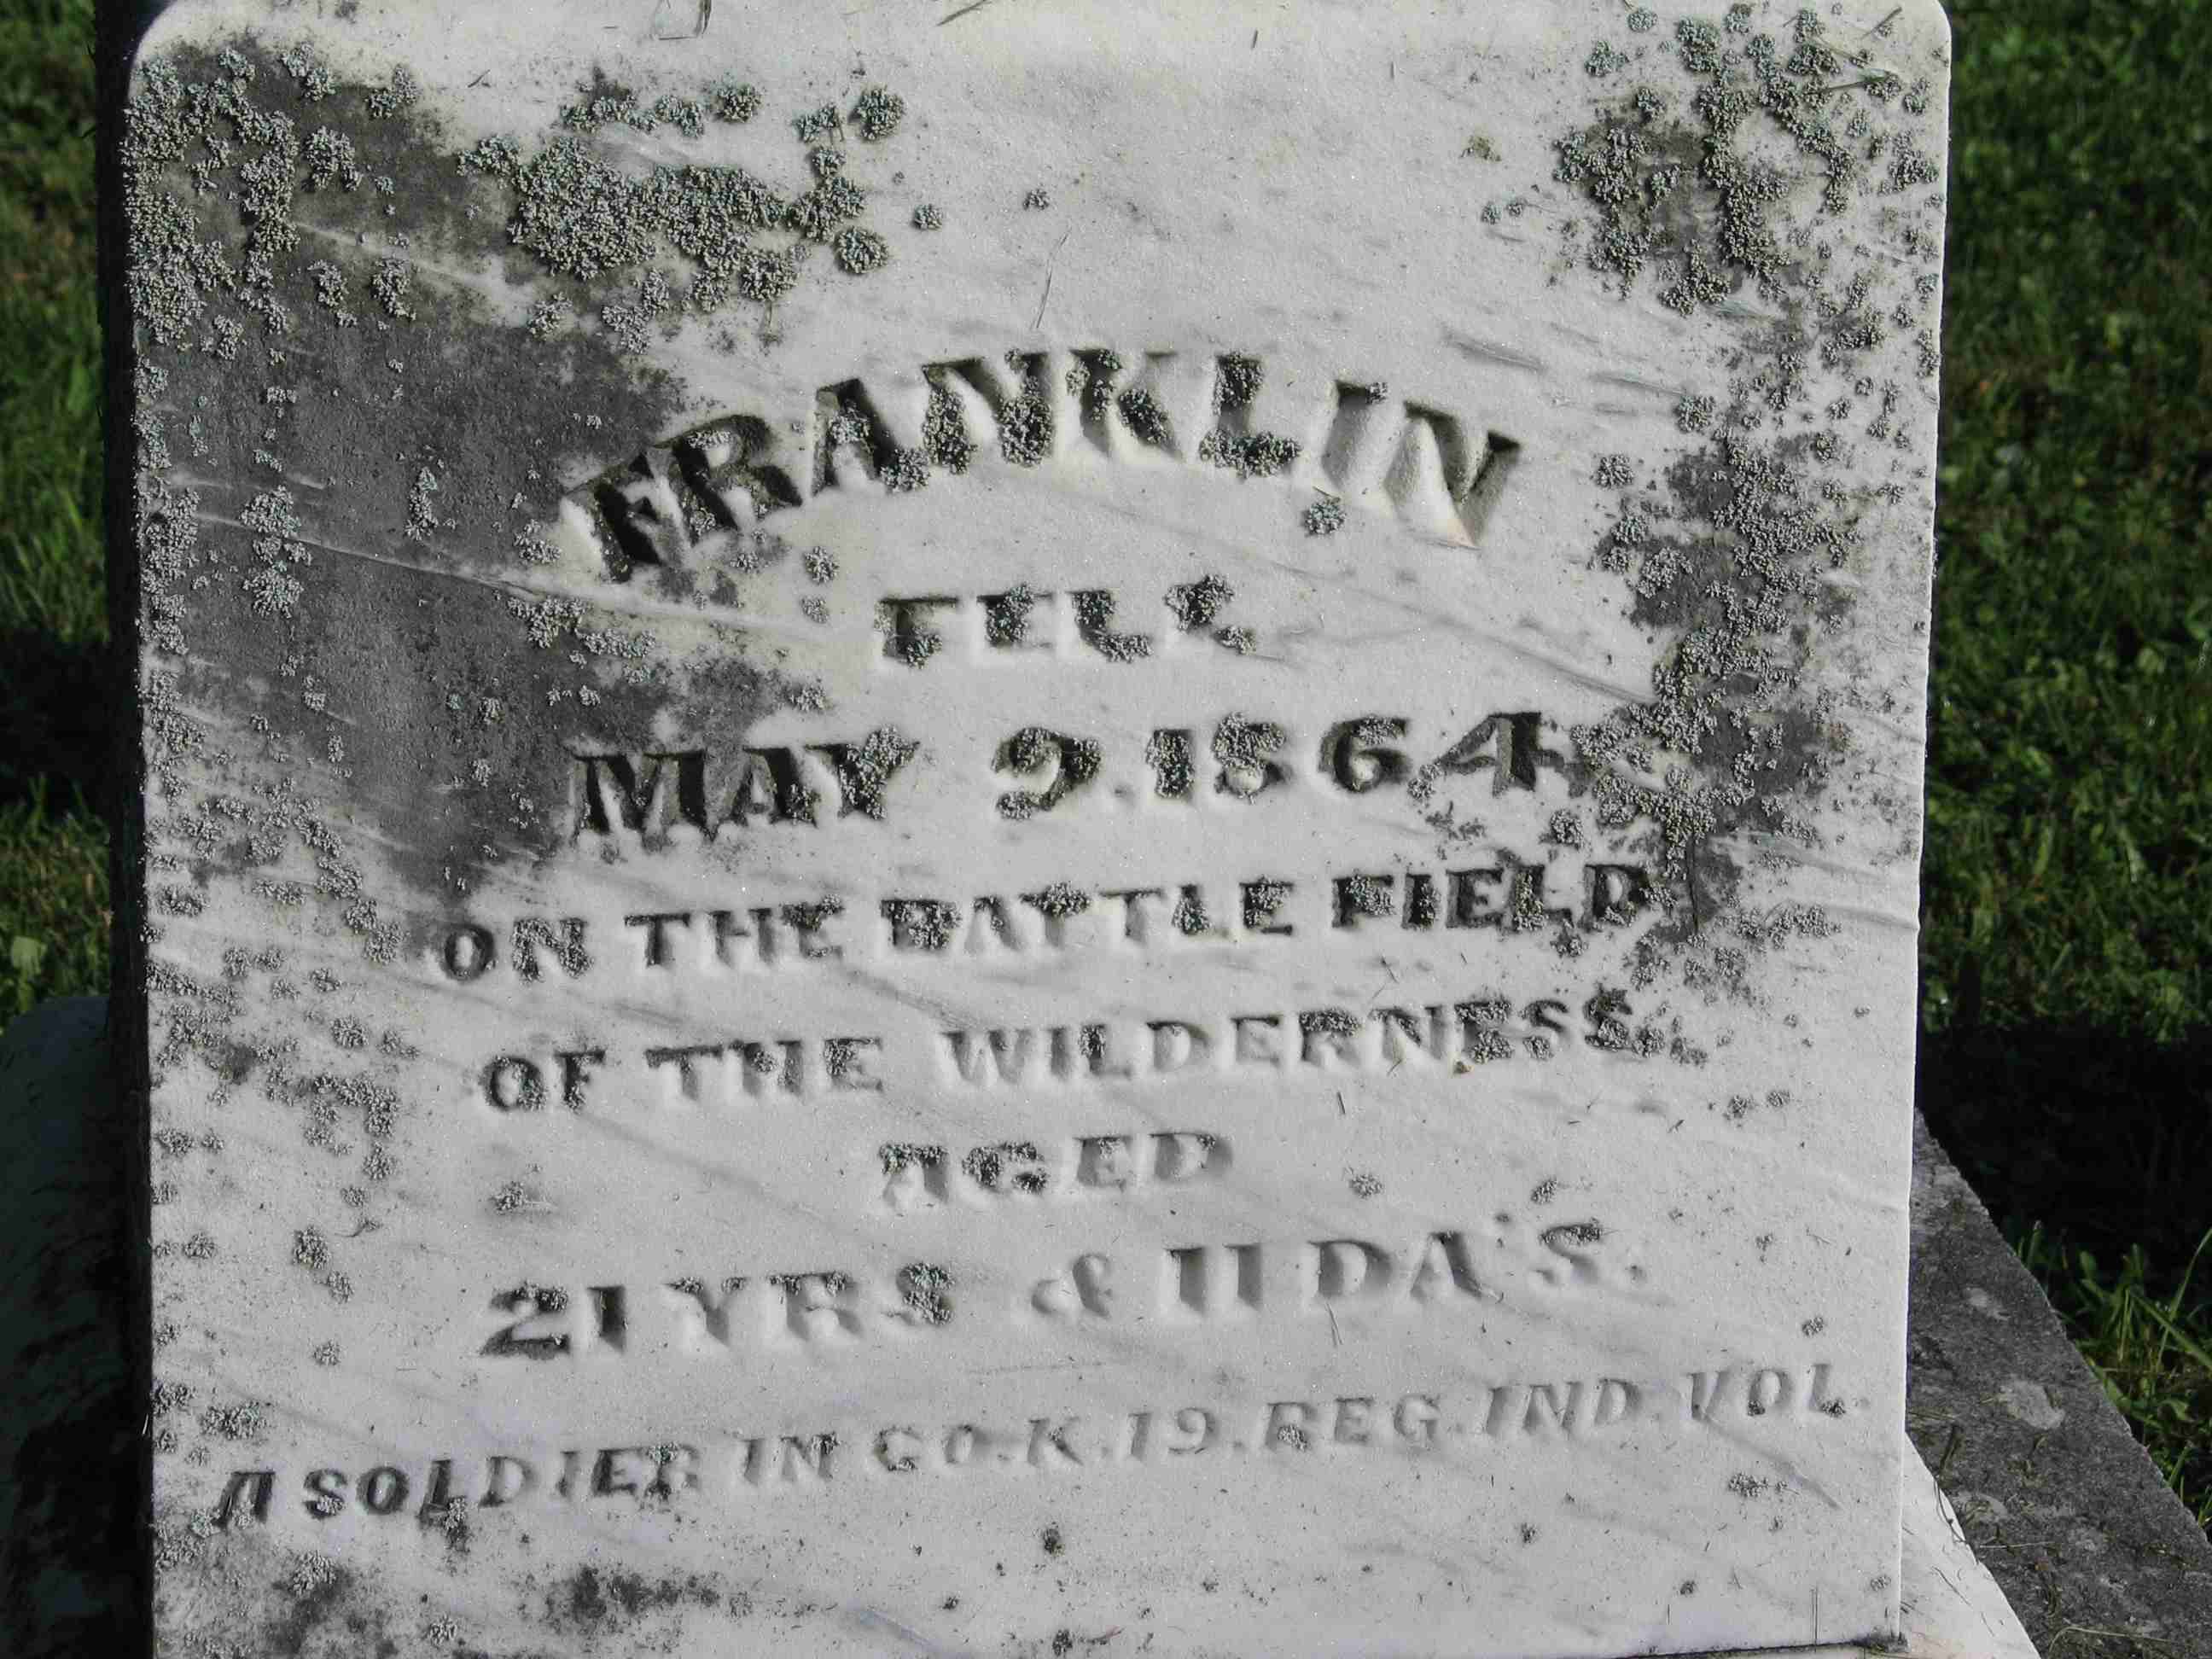 FRANKLIN
FELL
MAY 9.1864
ON THE BATTLE FIELD
OF THE WILDERNESS,
AGED
21 YRS & 11 DA'S.
A SOLDIER IN CO.K.19.REG.IND.VOL.